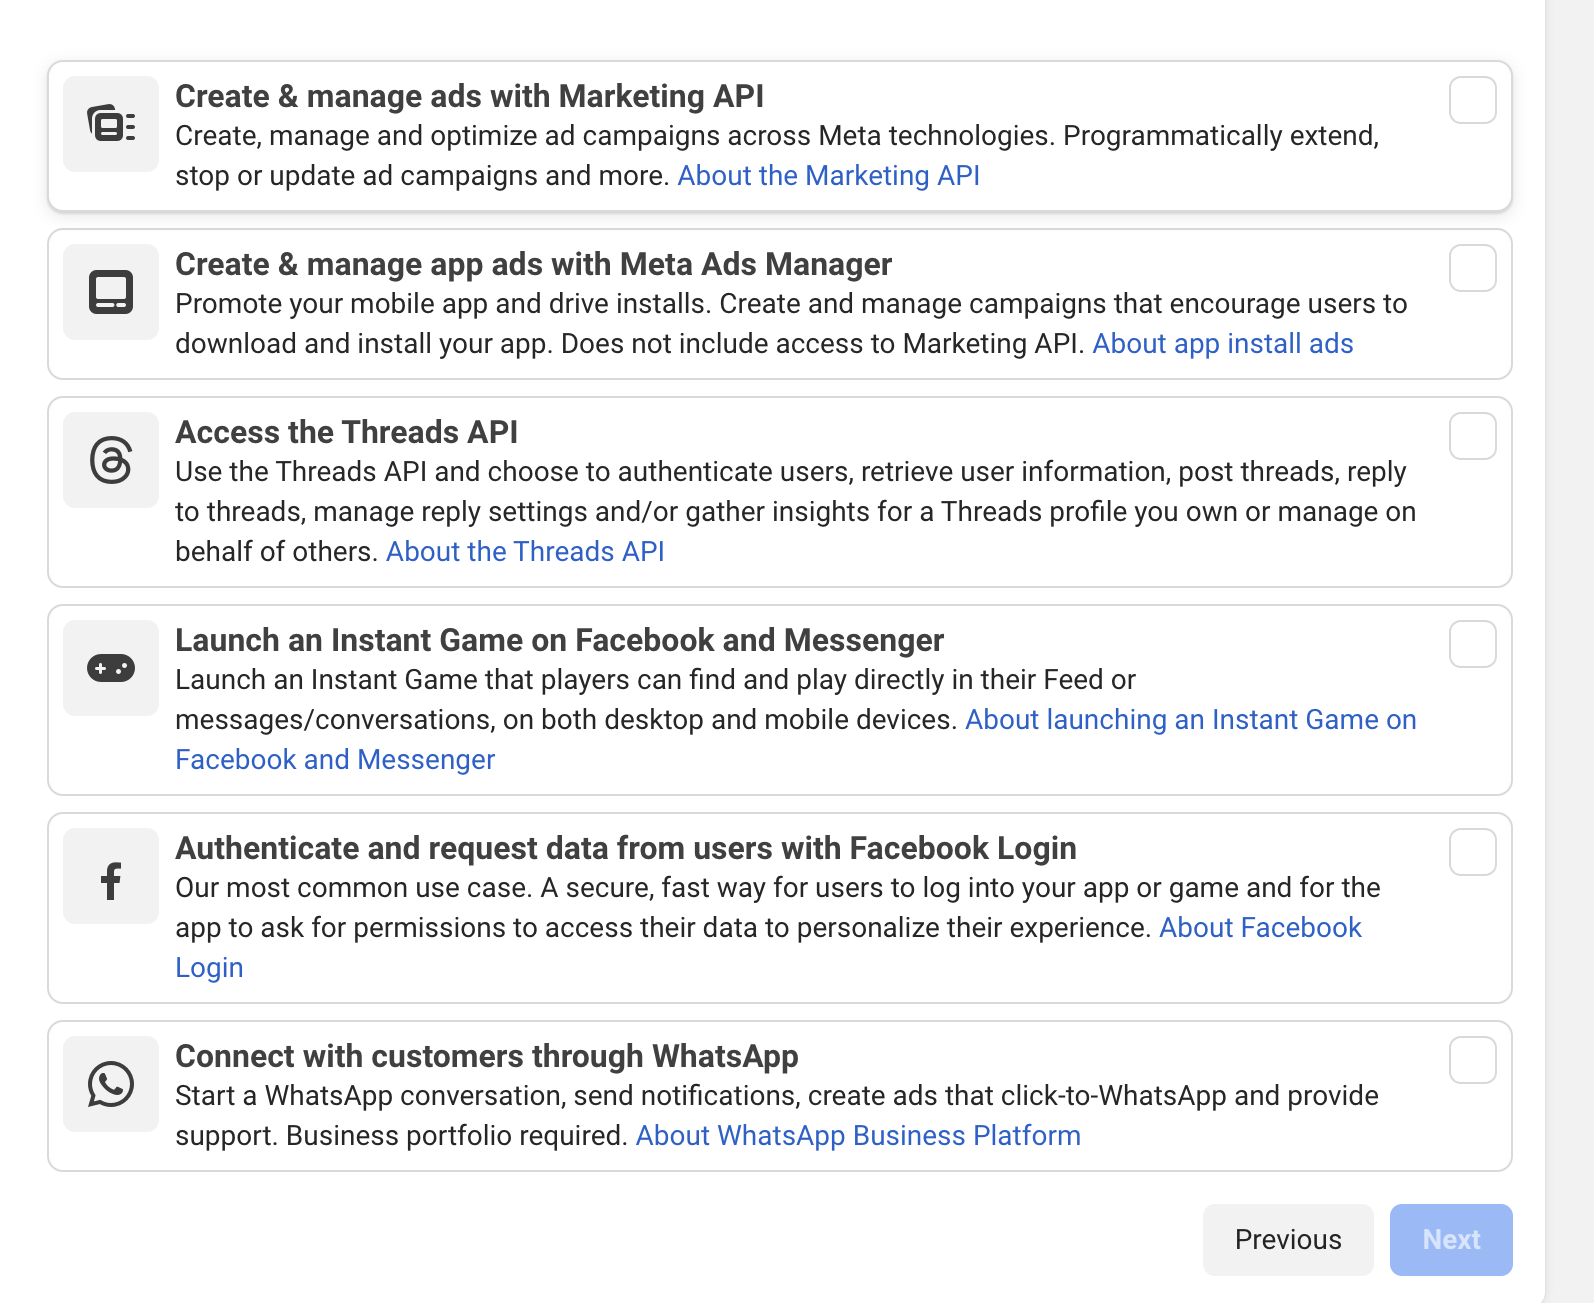 Create & manage ads with Marketing API
Create, manage and optimize ad campaigns across Meta technologies. Programmatically extend,
stop or update ad campaigns and more. About the Marketing API
Create & manage app ads with Meta Ads Manager
Promote your mobile app and drive installs. Create and manage campaigns that encourage users to
download and install your app. Does not include access to Marketing API. About app install ads
Access the Threads API
Use the Threads API and choose to authenticate users, retrieve user information, post threads, reply
to threads, manage reply settings and/or gather insights for a Threads profile you own or manage on
behalf of others. About the Threads API
Launch an Instant Game on Facebook and Messenger
Launch an Instant Game that players can find and play directly in their Feed or
messages/conversations, on both desktop and mobile devices. About launching an Instant Game on
Facebook and Messenger
Authenticate and request data from users with Facebook Login
Our most common use case. A secure, fast way for users to log into your app or game and for the
app to ask for permissions to access their data to personalize their experience. About Facebook
Login
Connect with customers through WhatsApp
Start a WhatsApp conversation, send notifications, create ads that click-to-WhatsApp and provide
support. Business portfolio required. About WhatsApp Business Platform
Previous
Next